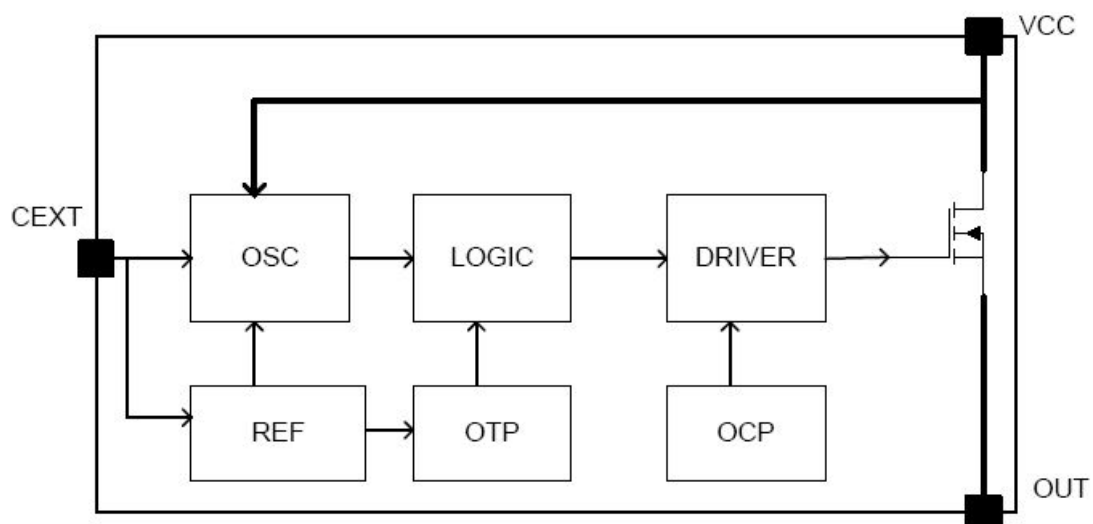 VCC
CEXT
OSC
LOGIC
DRIVER
REF
OTP
OCP
OUT